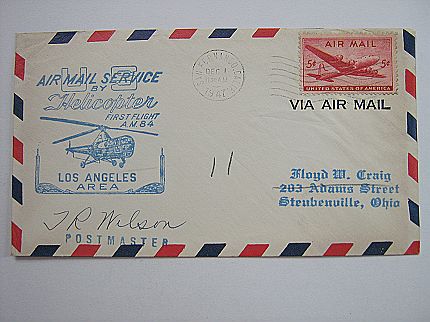 U S
AIR MAIL SERVICE
BY
Helicopter
FIRST FLIGHT
A.M. 84
LOS ANGELES
AREA
T R Wilson
POSTMASTER
DEC 1
1947
AIR MAIL
5¢ 5¢
UNITED STATES OF AMERICA
VIA AIR MAIL
11
Floyd W. Craig
203 Adams Street
Steubenville, Ohio